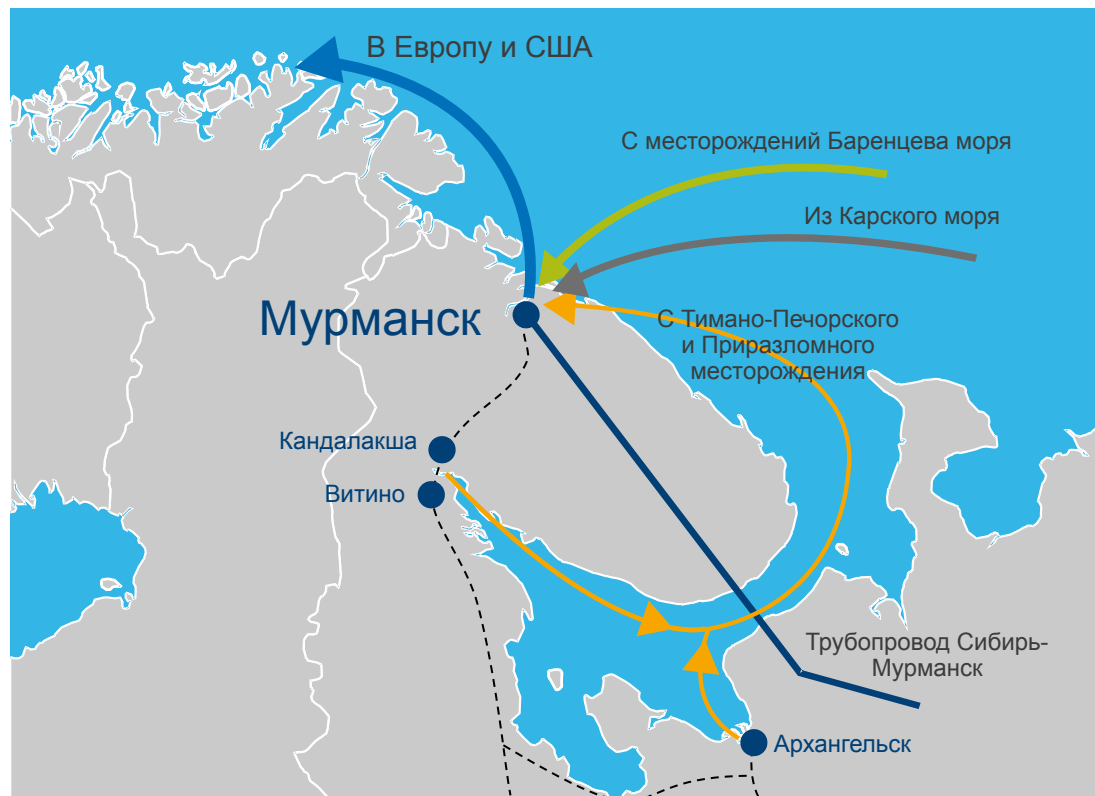 В Европу и США
С месторождений Баренцева моря
Из Карского моря
Мурманск
С Тимано-Печорского
и Приразломного
месторождения
Кандалакша
Витино
Трубопровод Сибирь-
Мурманск
Архангельск